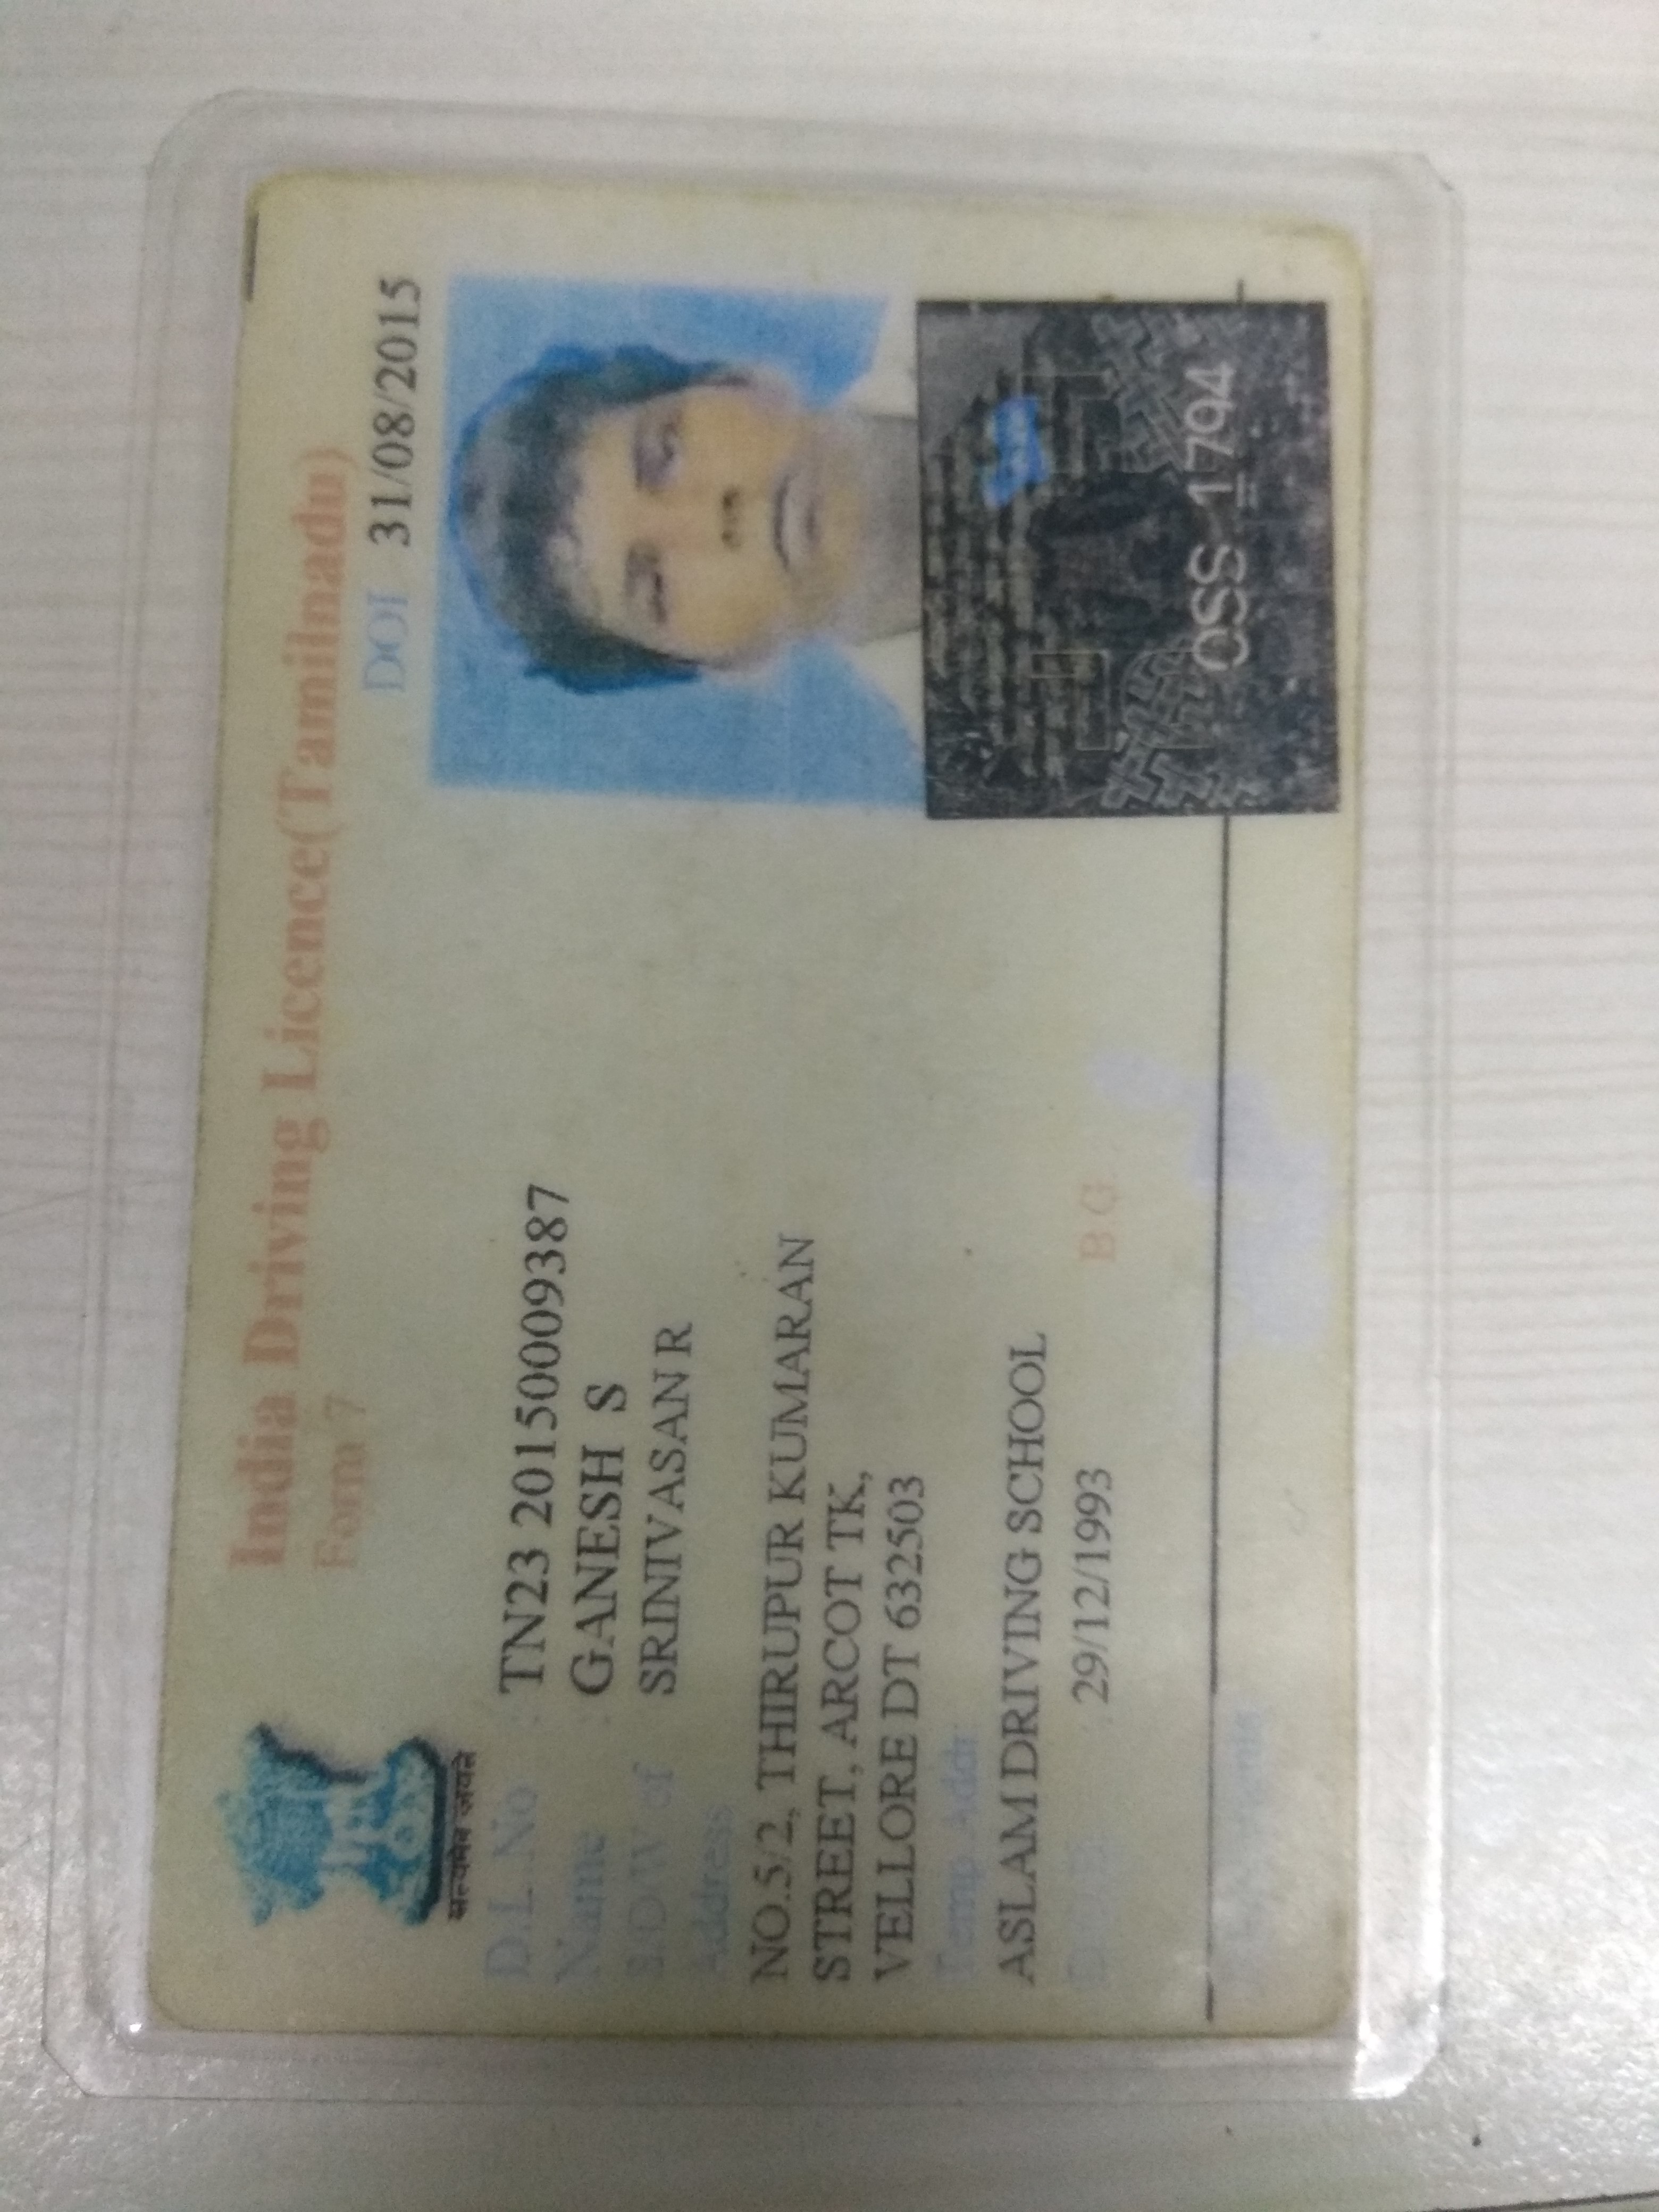 India Driving Licence(Tamilnadu)
Form 7
DOI 31/08/2015
सत्यमेव जयते
D.L.No : TN23 20150009387
Name : GANESH S
S/D/W of : SRINIVASAN R
Address
NO.5/2, THIRUPUR KUMARAN
STREET, ARCOT TK,
VELLORE DT 632503
Temp.Addr
ASLAM DRIVING SCHOOL
29/12/1993 B.G.
OSS 1794